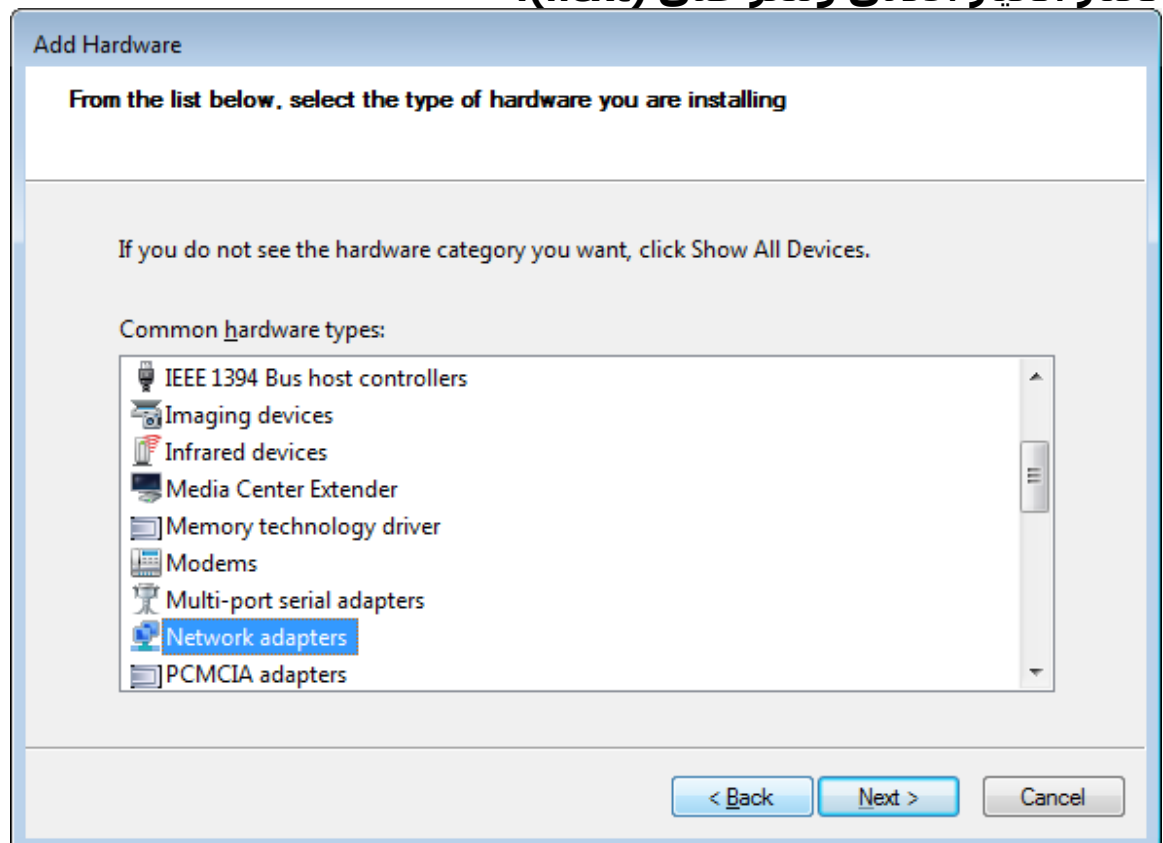 (next).
Add Hardware
From the list below, select the type of hardware you are installing
If you do not see the hardware category you want, click Show All Devices.
Common hardware types:
IEEE 1394 Bus host controllers
Imaging devices
Infrared devices
Media Center Extender
Memory technology driver
Modems
Multi-port serial adapters
Network adapters
PCMCIA adapters
< Back Next > Cancel